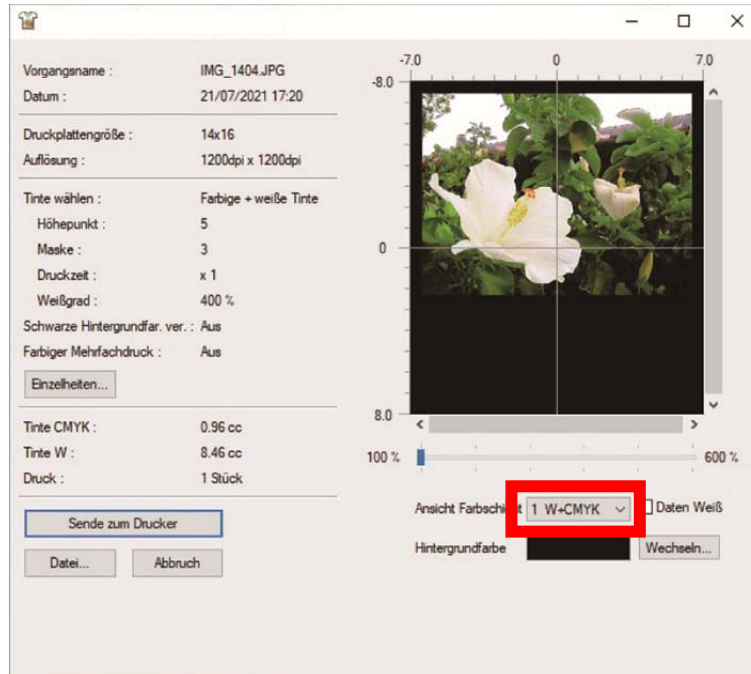 Vorgangsname : IMG_1404.JPG
Datum : 21/07/2021 17:20
Druckplattengröße : 14x16
Auflösung : 1200dpi x 1200dpi
Tinte wählen : Farbige + weiße Tinte
Höhepunkt : 5
Maske : 3
Druckzeit : x 1
Weißgrad : 400 %
Schwarze Hintergrundfar. ver. : Aus
Farbiger Mehrfachdruck : Aus
Einzelheiten...
Tinte CMYK : 0.96 cc
Tinte W : 8.46 cc
Druck : 1 Stück
Sende zum Drucker
Datei... Abbruch
-7.0 0 7.0
-8.0
0
8.0
100 % 600 %
Ansicht 1 W+CMYK Daten Weiß
Hintergrundfarbe Wechseln...